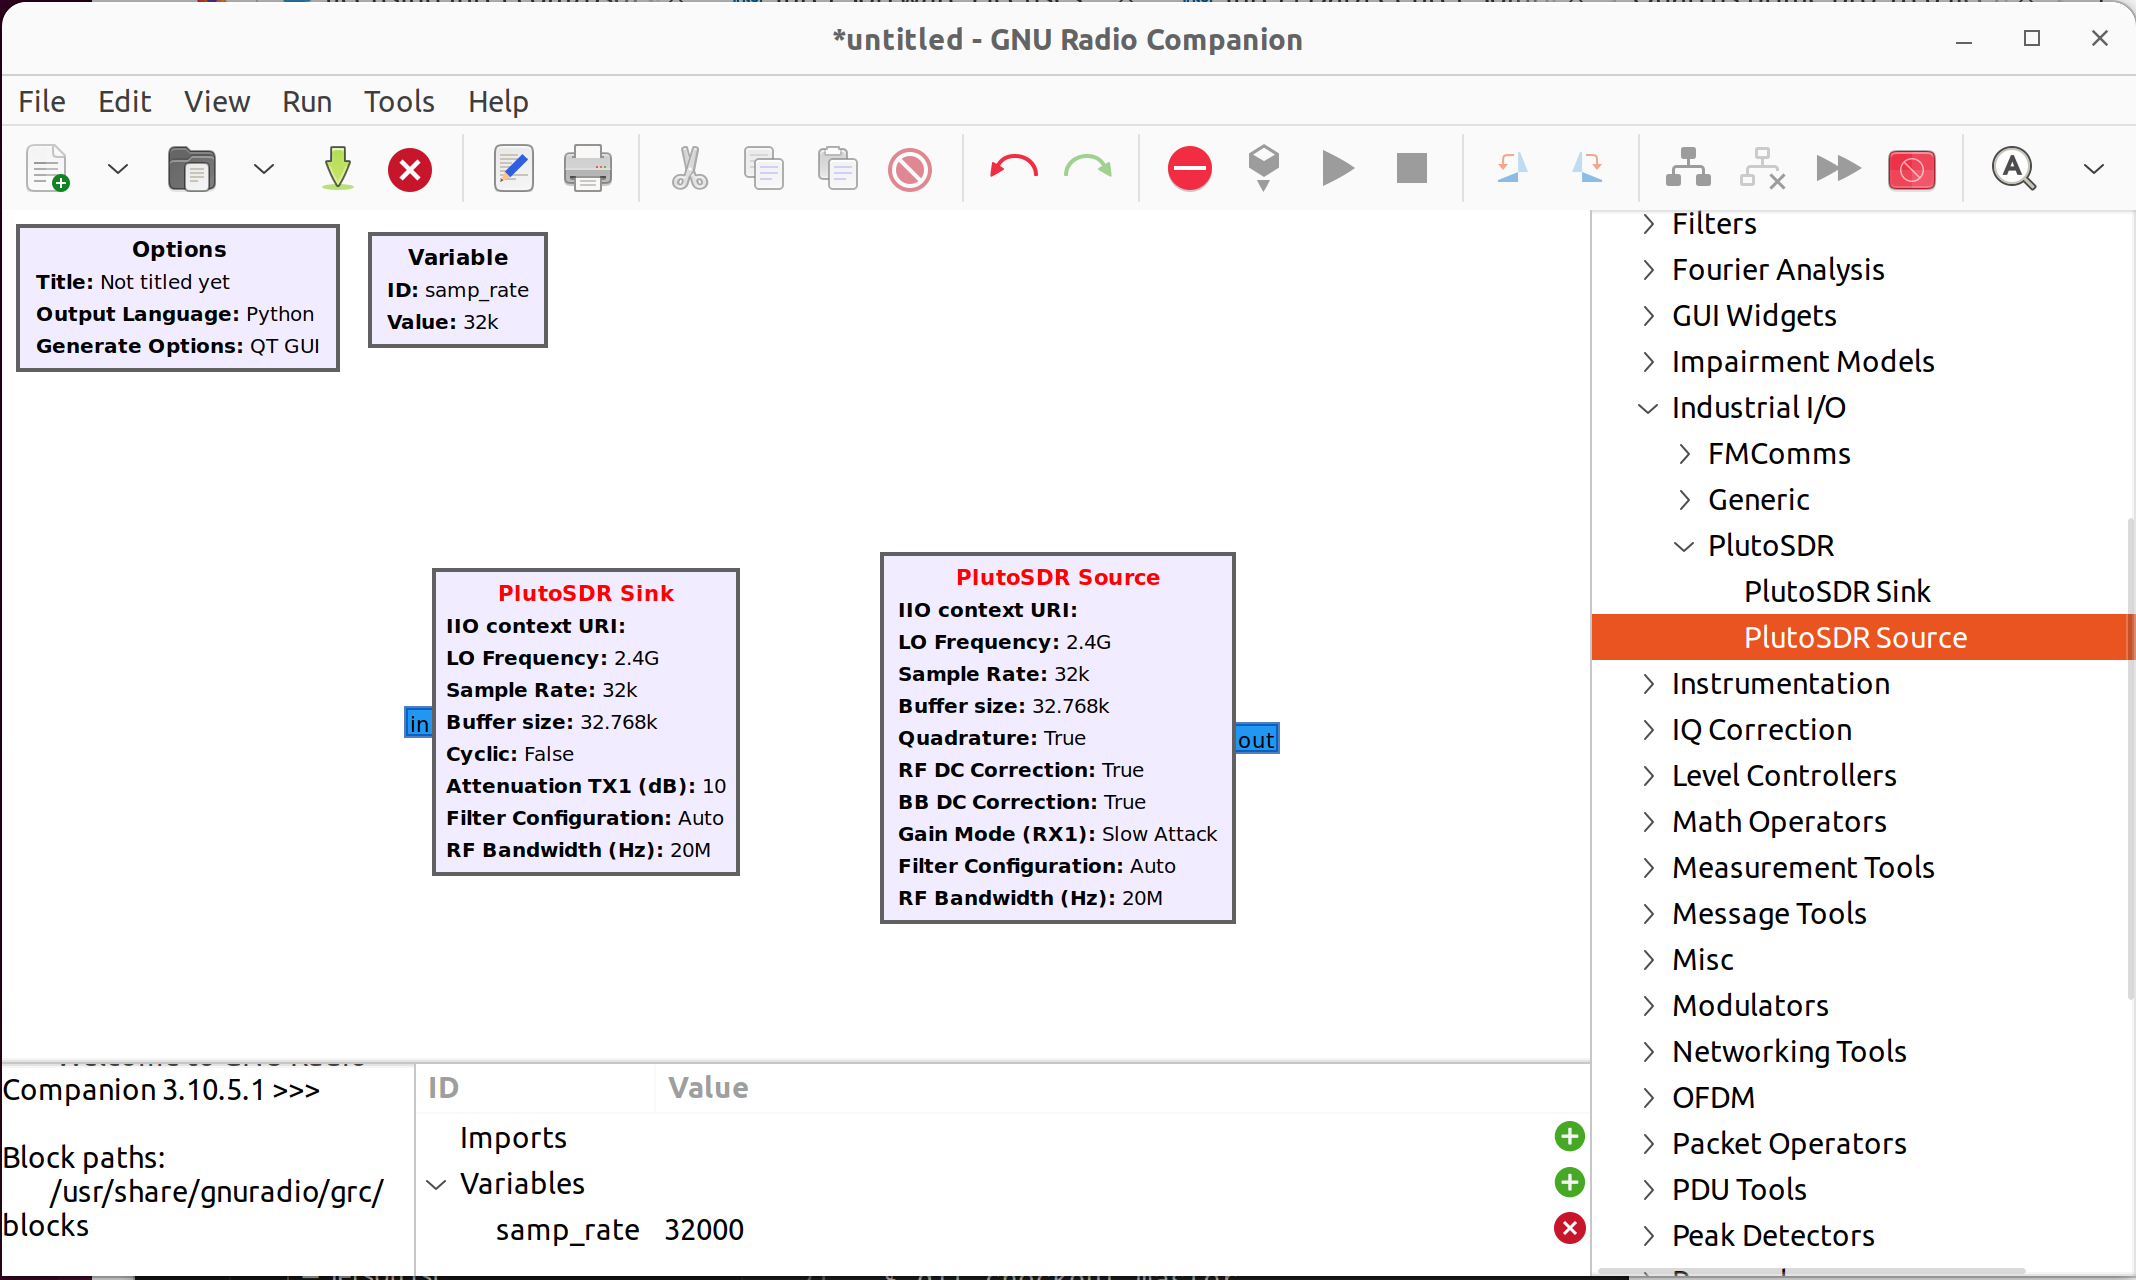 *untitled - GNU Radio Companion
File Edit View Run Tools Help
Options
Title: Not titled yet
Output Language: Python
Generate Options: QT GUI
Variable
ID: samp_rate
Value: 32k
PlutoSDR Sink
IIO context URI:
LO Frequency: 2.4G
Sample Rate: 32k
Buffer size: 32.768k
Cyclic: False
Attenuation TX1 (dB): 10
Filter Configuration: Auto
RF Bandwidth (Hz): 20M
in
PlutoSDR Source
IIO context URI:
LO Frequency: 2.4G
Sample Rate: 32k
Buffer size: 32.768k
Quadrature: True
RF DC Correction: True
BB DC Correction: True
Gain Mode (RX1): Slow Attack
Filter Configuration: Auto
RF Bandwidth (Hz): 20M
out
Filters
Fourier Analysis
GUI Widgets
Impairment Models
Industrial I/O
FMComms
Generic
PlutoSDR
PlutoSDR Sink
PlutoSDR Source
Instrumentation
IQ Correction
Level Controllers
Math Operators
Measurement Tools
Message Tools
Misc
Modulators
Networking Tools
OFDM
Packet Operators
PDU Tools
Peak Detectors
Welcome to GNU Radio
Companion 3.10.5.1 >>>
Block paths:
/usr/share/gnuradio/grc/
blocks
ID Value
Imports
Variables
samp_rate 32000